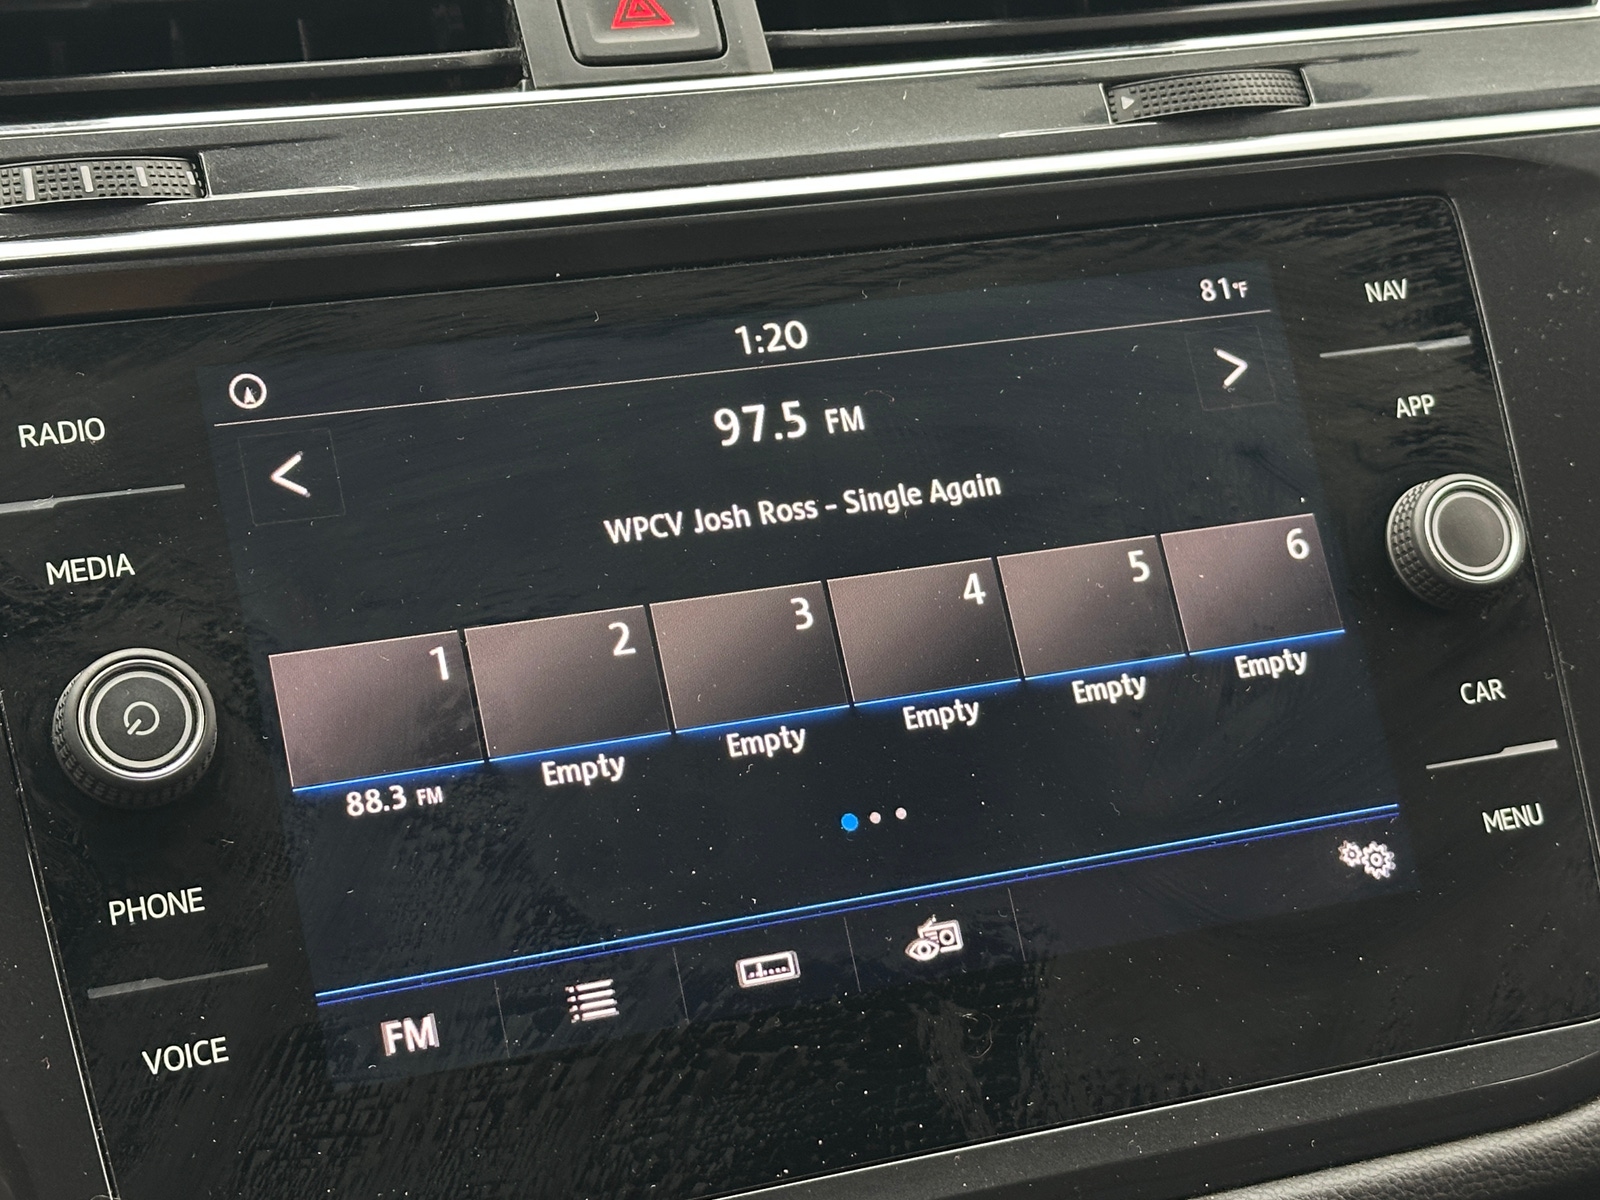 81°F
1:20
97.5 FM
WPCV Josh Ross - Single Again
1
2
3
4
5
6
88.3 FM
Empty
Empty
Empty
Empty
Empty
FM
RADIO
MEDIA
PHONE
VOICE
NAV
APP
CAR
MENU